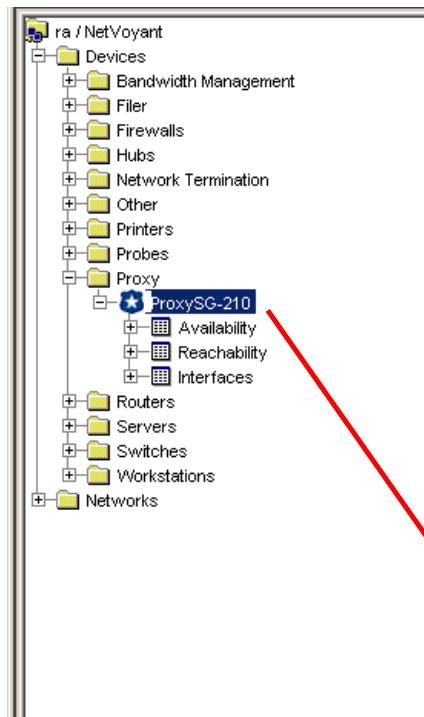 ra / NetVoyant
Devices
Bandwidth Management
Filer
Firewalls
Hubs
Network Termination
Other
Printers
Probes
Proxy
ProxySG-210
Availability
Reachability
Interfaces
Routers
Servers
Switches
Workstations
Networks